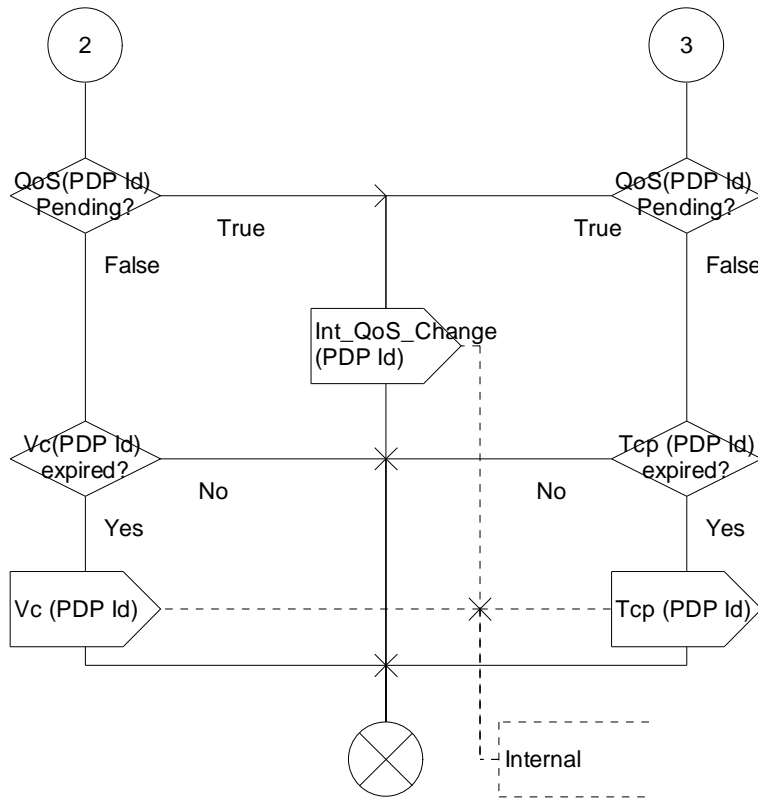 2
3
QoS(PDP Id)
Pending?
QoS(PDP Id)
Pending?
True
True
False
False
Int_QoS_Change
(PDP Id)
Vc(PDP Id)
expired?
Tcp (PDP Id)
expired?
No
No
Yes
Yes
Vc (PDP Id)
Tcp (PDP Id)
Internal